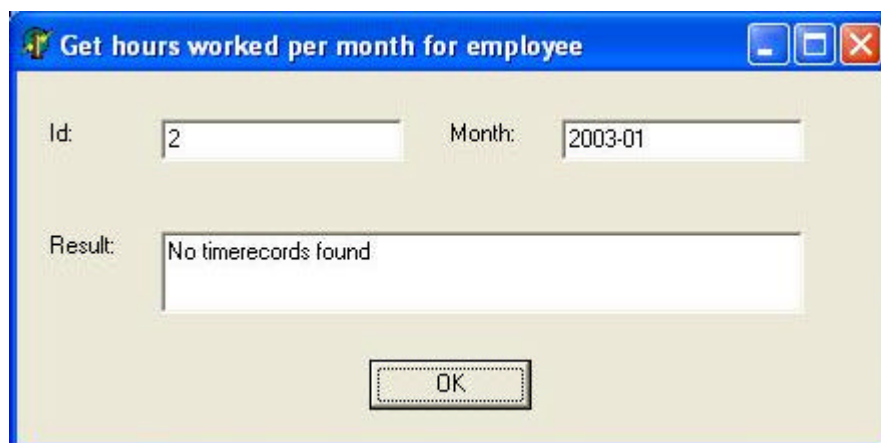 Get hours worked per month for employee
Id: 2 Month: 2003-01
Result: No timerecords found
OK